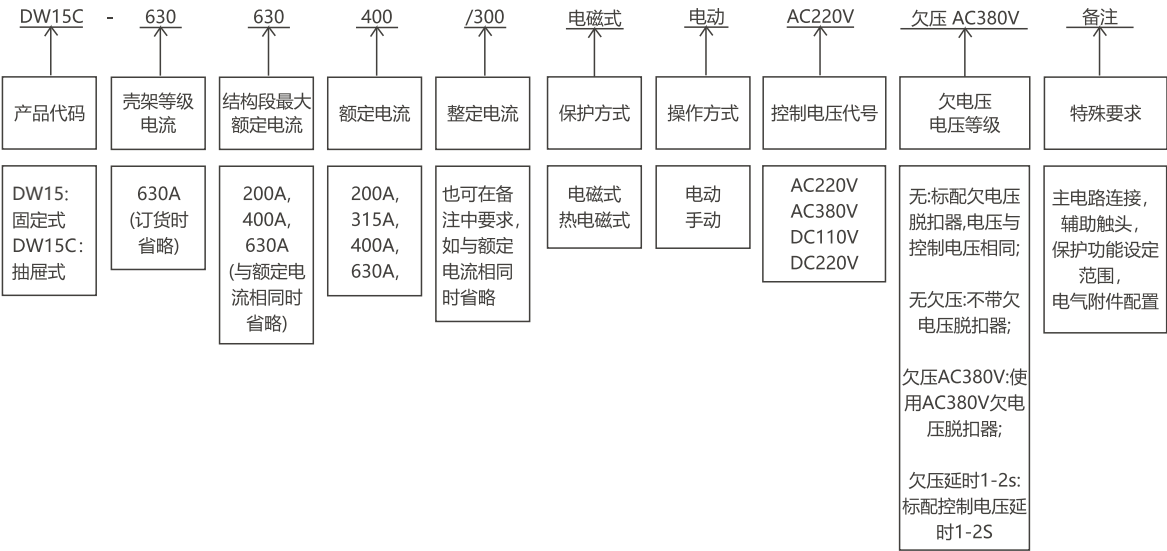 DW15C - 630 630 400 /300 电磁式 电动 AC220V 欠压 AC380V 备注
产品代码
壳架等级
电流
结构段最大
额定电流
额定电流
整定电流
保护方式
操作方式
控制电压代号
欠电压
电压等级
特殊要求
DW15:
固定式
DW15C:
抽屉式
630A
(订货时
省略)
200A,
400A,
630A
(与额定电
流相同时
省略)
200A,
315A,
400A,
630A,
也可在备
注中要求,
如与额定
电流相同
时省略
电磁式
热电磁式
电动
手动
AC220V
AC380V
DC110V
DC220V
无:标配欠电压
脱扣器,电压与
控制电压相同;
无欠压:不带欠
电压脱扣器;
欠压AC380V:使
用AC380V欠电
压脱扣器;
欠压延时1-2s:
标配控制电压延
时1-2S
主电路连接,
辅助触头,
保护功能设定
范围,
电气附件配置